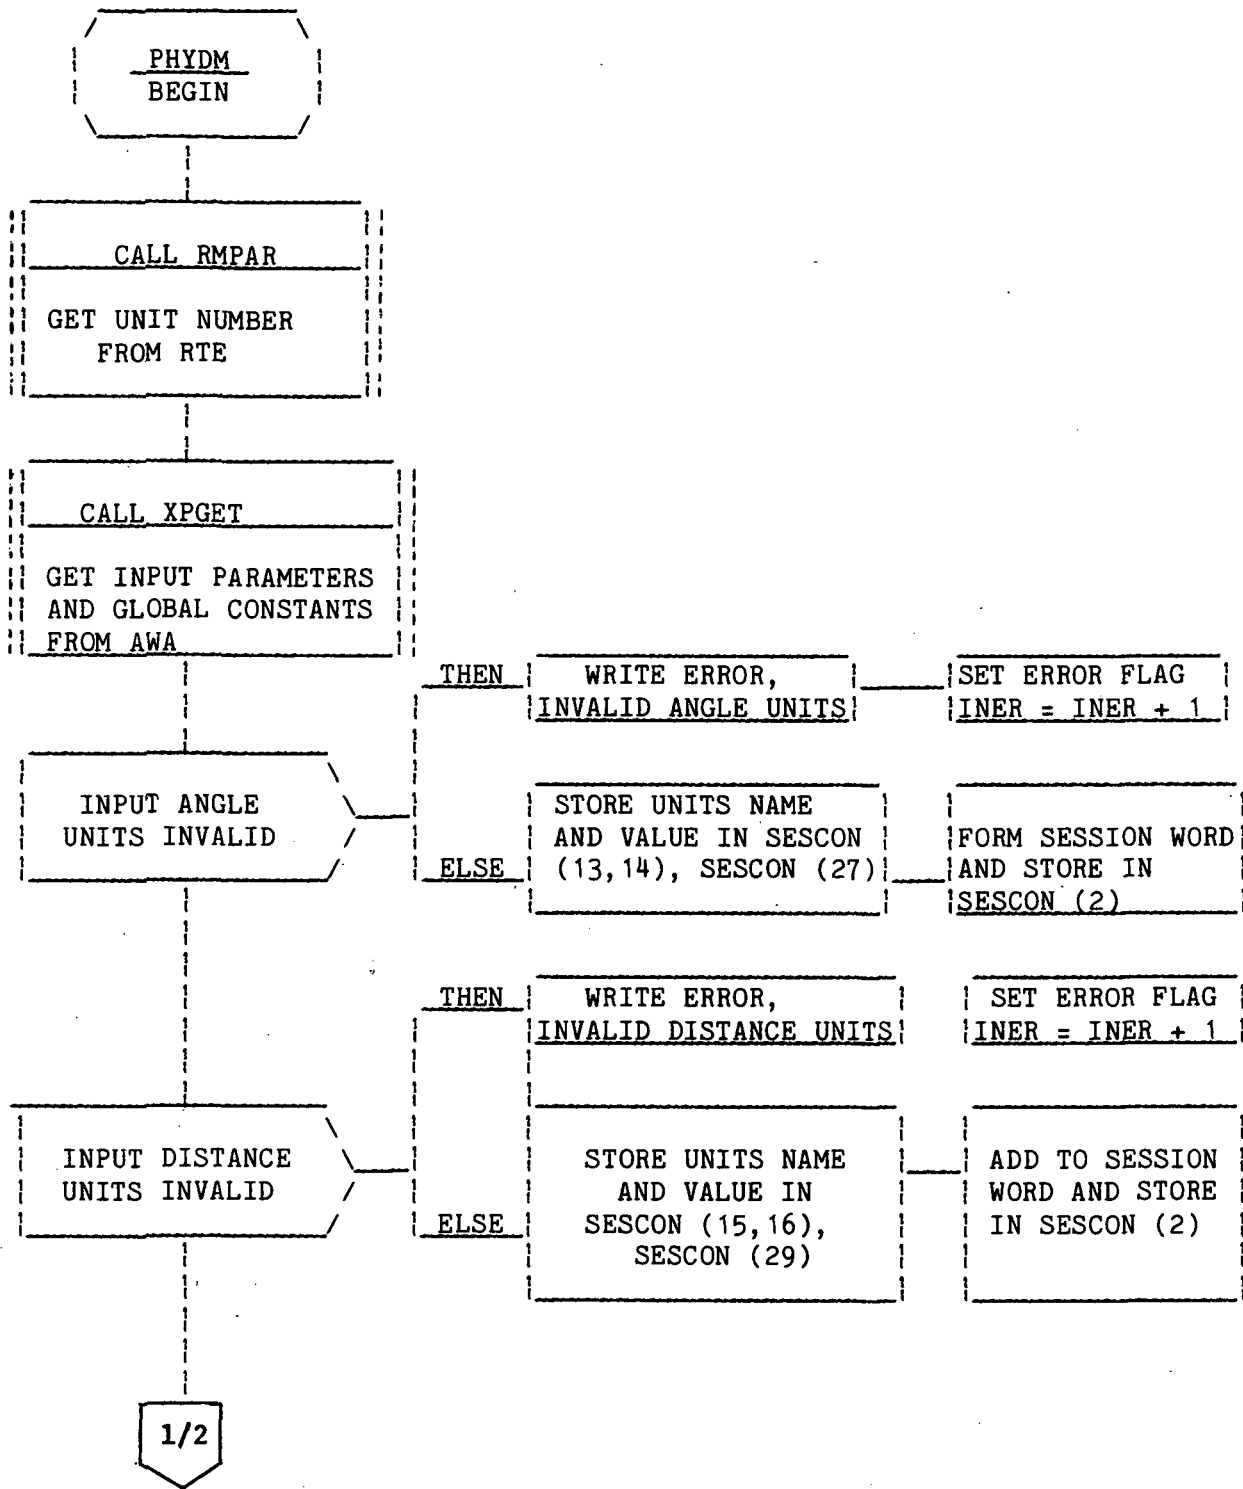 PHYDM
BEGIN
CALL RMPAR
GET UNIT NUMBER
FROM RTE
CALL XPGET
GET INPUT PARAMETERS
AND GLOBAL CONSTANTS
FROM AWA
INPUT ANGLE
UNITS INVALID
THEN
WRITE ERROR,
INVALID ANGLE UNITS
SET ERROR FLAG
INER = INER + 1
ELSE
STORE UNITS NAME
AND VALUE IN SESCON
(13,14), SESCON (27)
FORM SESSION WORD
AND STORE IN
SESCON (2)
INPUT DISTANCE
UNITS INVALID
THEN
WRITE ERROR,
INVALID DISTANCE UNITS
SET ERROR FLAG
INER = INER + 1
ELSE
STORE UNITS NAME
AND VALUE IN
SESCON (15,16),
SESCON (29)
ADD TO SESSION
WORD AND STORE
IN SESCON (2)
1/2